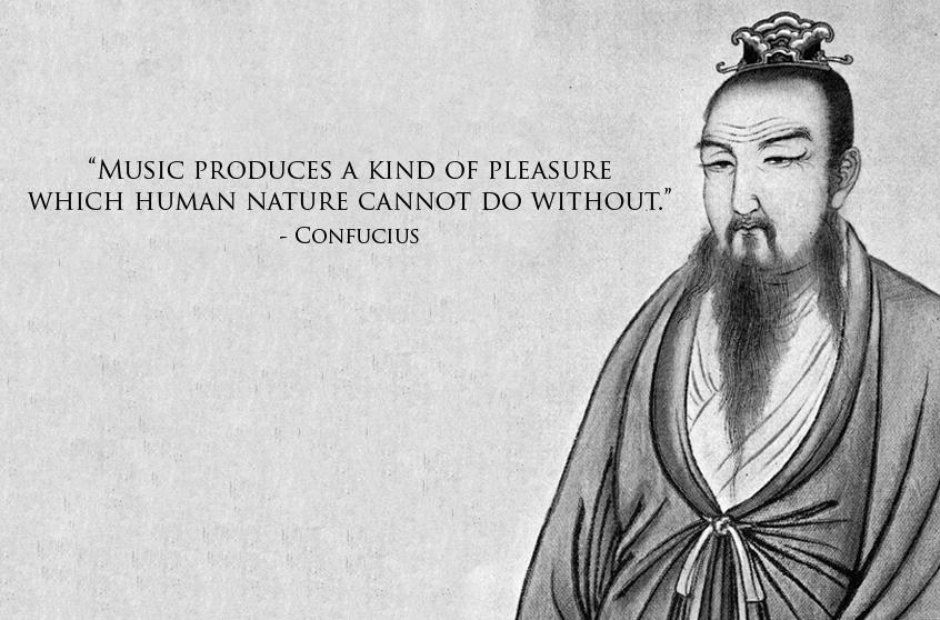 “Music produces a kind of pleasure
which human nature cannot do without.”
- Confucius